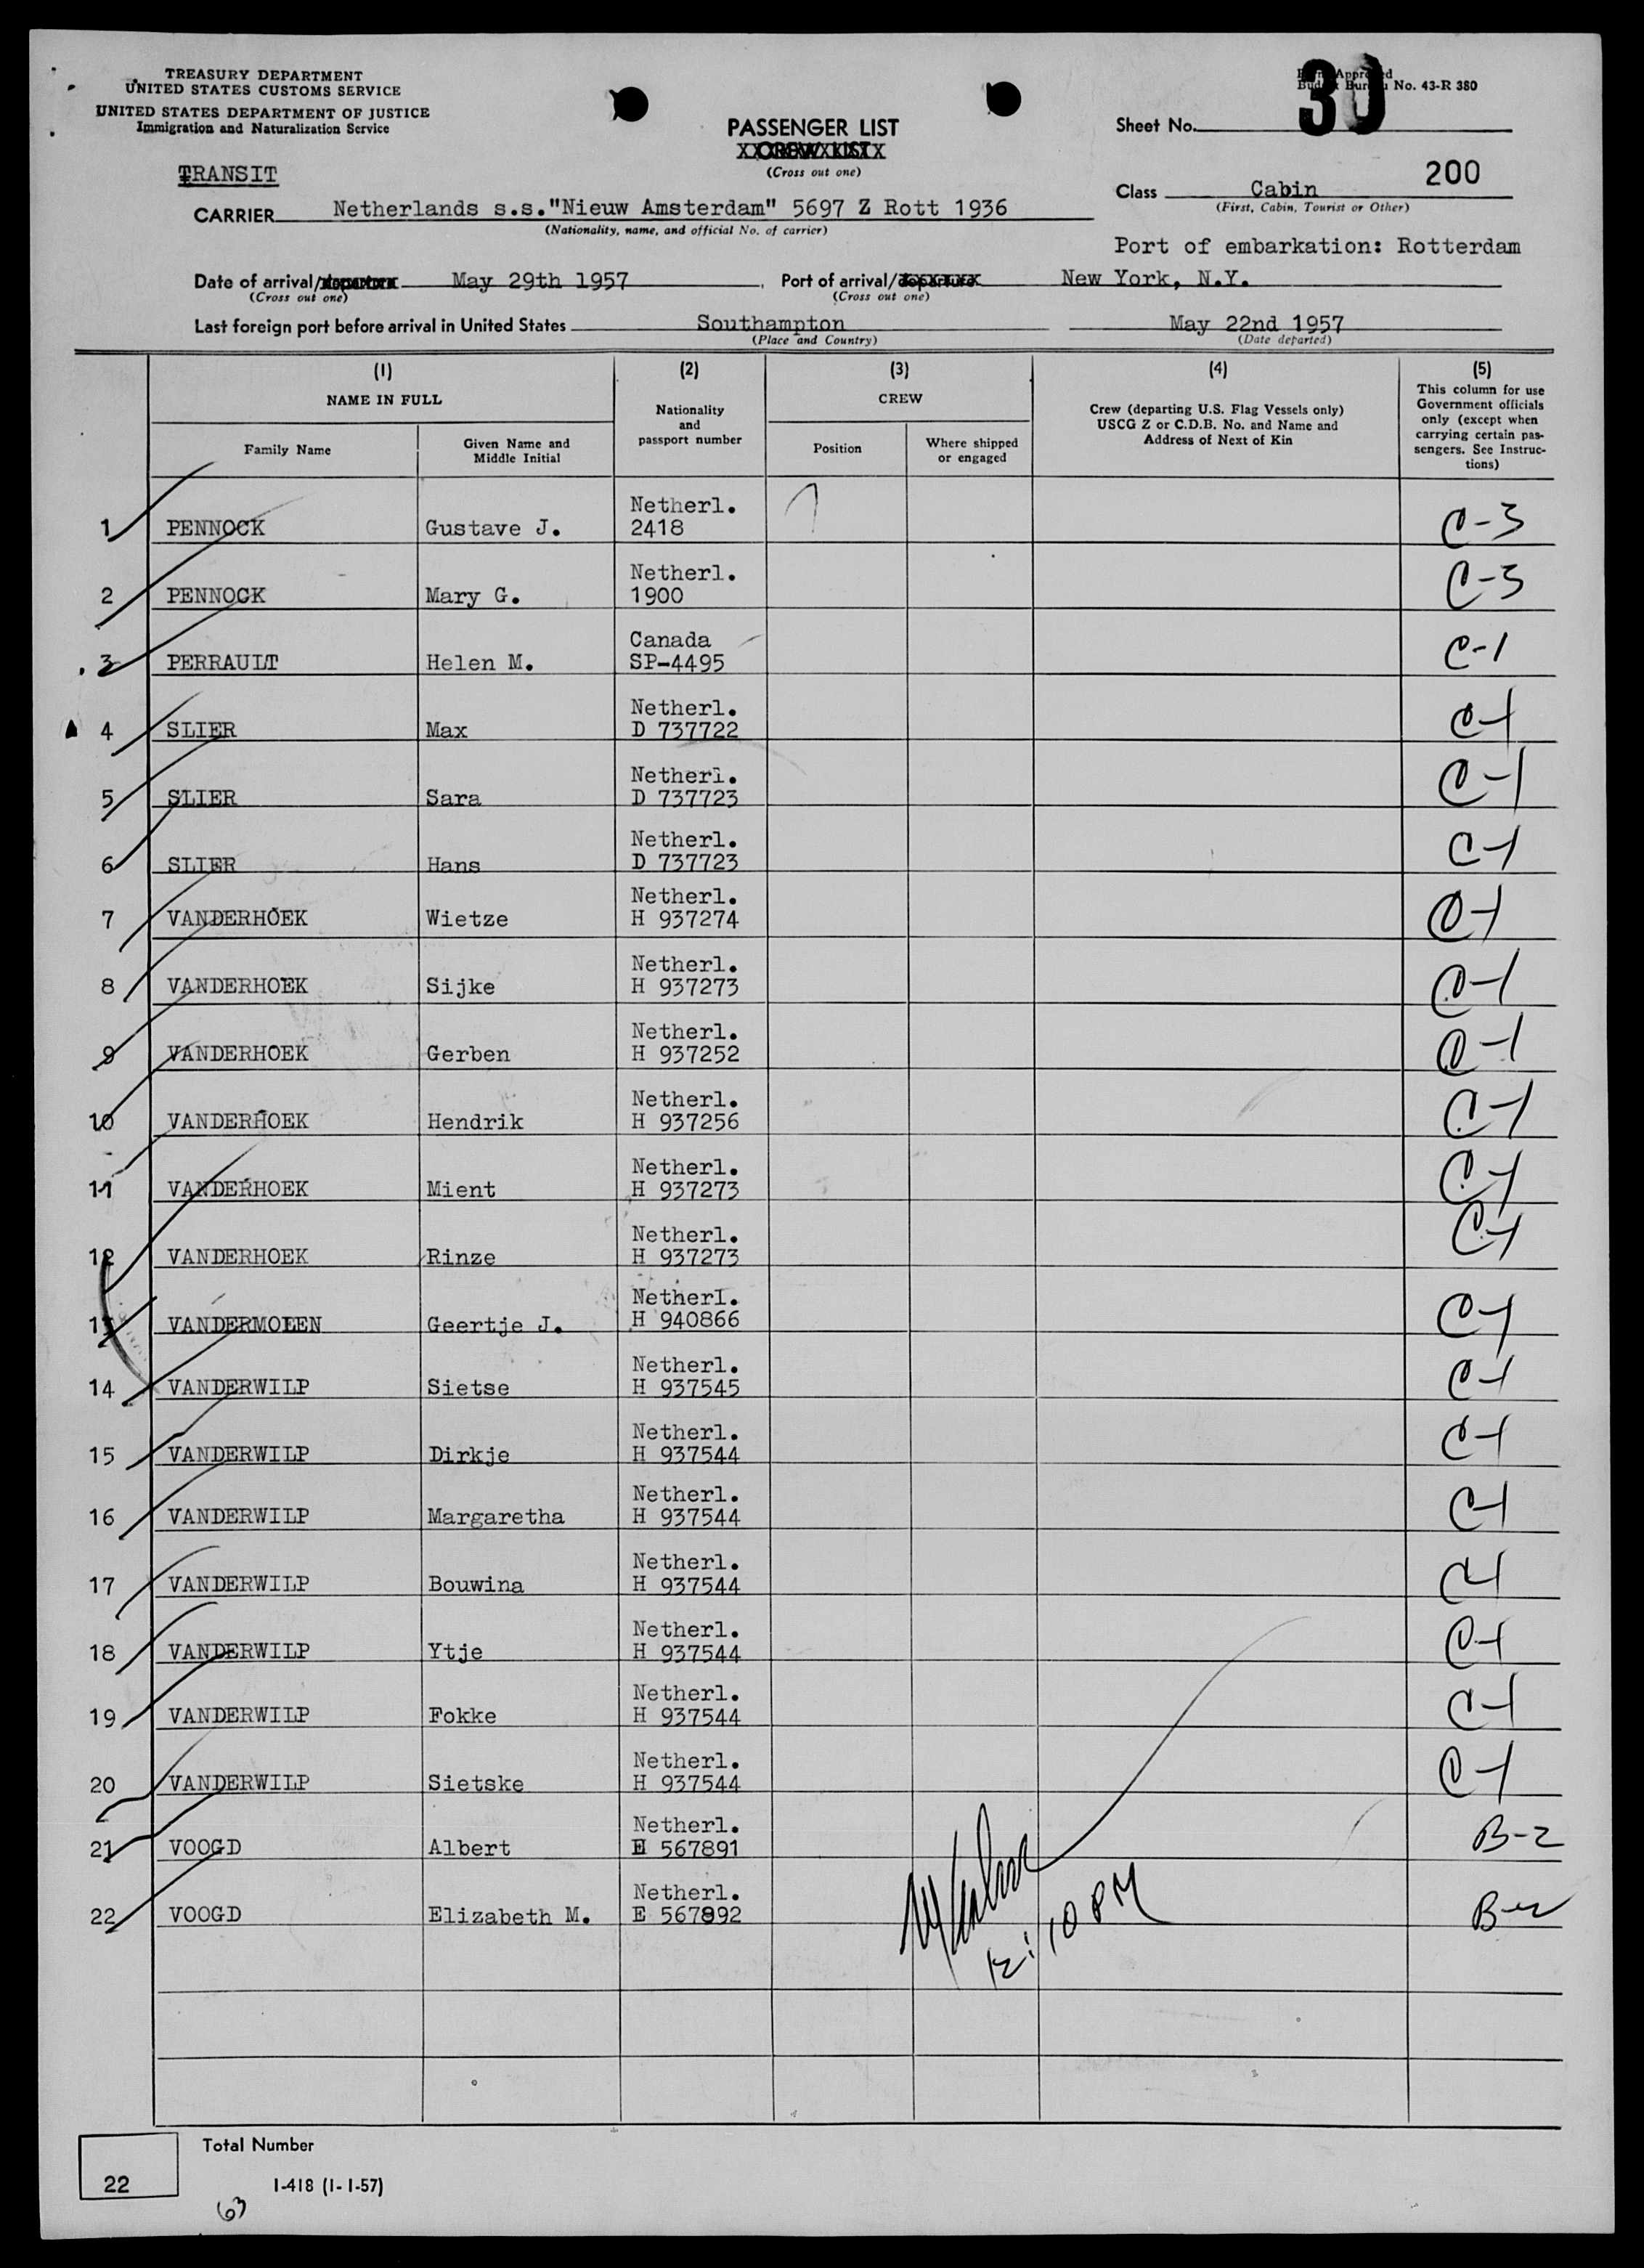 TREASURY DEPARTMENT
UNITED STATES CUSTOMS SERVICE
UNITED STATES DEPARTMENT OF JUSTICE
Immigration and Naturalization Service
TRANSIT
PASSENGER LIST
CREW LIST
(Cross out one)
Form Approved
Budget Bureau No. 43-R 380
Sheet No. 30
200
Class Cabin
(First, Cabin, Tourist or Other)
CARRIER Netherlands s.s."Nieuw Amsterdam" 5697 Z Rott 1936
(Nationality, name, and official No. of carrier)
Port of embarkation: Rotterdam
Date of arrival/departure May 29th 1957, Port of arrival/departure New York, N.Y.
(Cross out one) (Cross out one)
Last foreign port before arrival in United States Southampton May 22nd 1957
(Place and Country) (Date departed)
(1) (2) (3) (4) (5)
NAME IN FULL
Family Name
Given Name and
Middle Initial
Nationality
and
passport number
CREW
Position
Where shipped
or engaged
Crew (departing U.S. Flag Vessels only)
USCG Z or C.D.B. No. and Name and
Address of Next of Kin
This column for use
Government officials
only (except when
carrying certain pas-
sengers. See Instruc-
tions)
Netherl.
1 PENNOCK Gustave J. 2418 C-3
Netherl.
2 PENNOCK Mary G. 1900 C-3
Canada
3 PERRAULT Helen M. SP-4495 C-1
Netherl.
4 SLIER Max D 737722 C-1
Netherl.
5 SLIER Sara D 737723 C-1
Netherl.
6 SLIER Hans D 737723 C-1
Netherl.
7 VANDERHOEK Wietze H 937274 C-1
Netherl.
8 VANDERHOEK Sijke H 937273 C-1
Netherl.
9 VANDERHOEK Gerben H 937252 C-1
Netherl.
10 VANDERHOEK Hendrik H 937256 C-1
Netherl.
11 VANDERHOEK Mient H 937273 C-1
Netherl.
12 VANDERHOEK Rinze H 937273 C-1
Netherl.
13 VANDERMOLEN Geertje J. H 940866 C-1
Netherl.
14 VANDERWILP Sietse H 937545 C-1
Netherl.
15 VANDERWILP Dirkje H 937544 C-1
Netherl.
16 VANDERWILP Margaretha H 937544 C-1
Netherl.
17 VANDERWILP Bouwina H 937544 C-1
Netherl.
18 VANDERWILP Ytje H 937544 C-1
Netherl.
19 VANDERWILP Fokke H 937544 C-1
Netherl.
20 VANDERWILP Sietske H 937544 C-1
Netherl.
21 VOOGD Albert E 567891 B-2
Netherl.
22 VOOGD Elizabeth M. E 567892 B-2
12:10 PM
Total Number
22
I-418 (1-1-57)
63